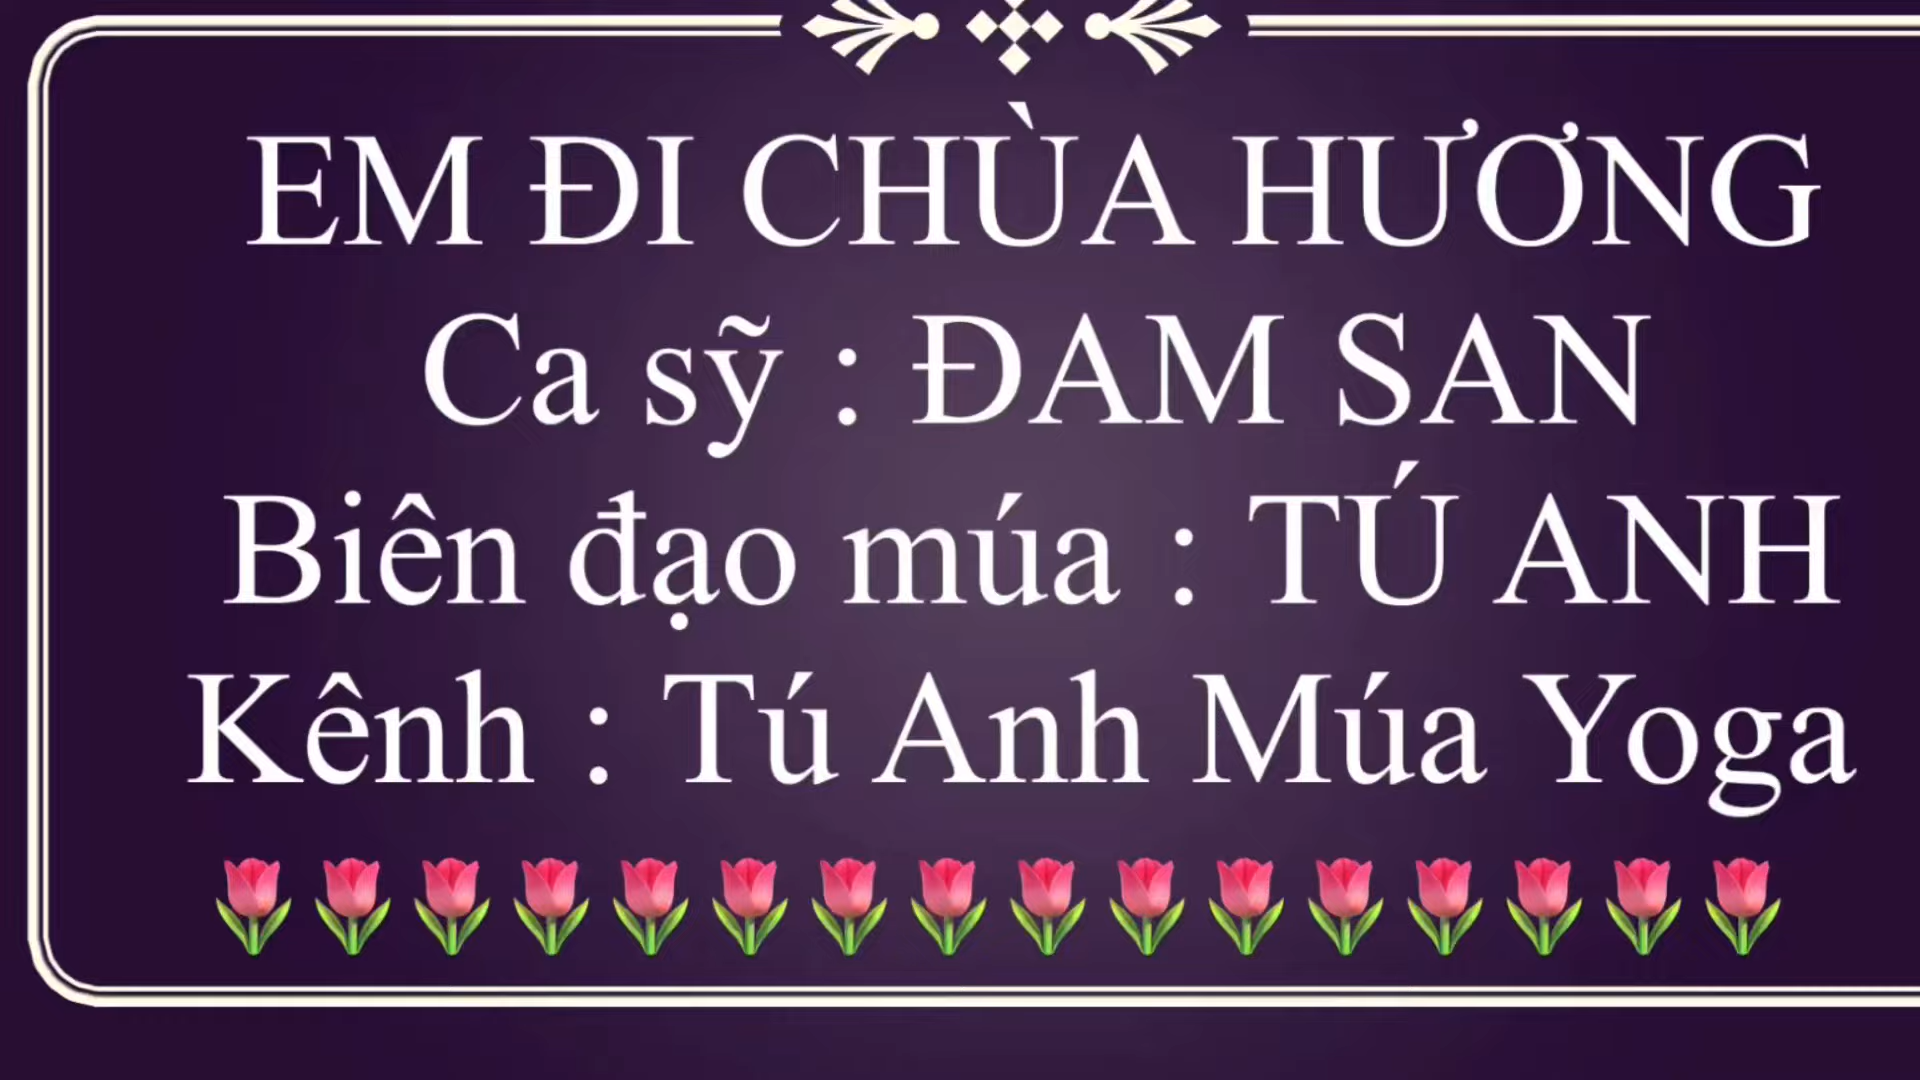 EM ĐI CHÙA HƯƠNG
Ca sỹ : ĐAM SAN
Biên đạo múa : TÚ ANH
Kênh : Tú Anh Múa Yoga
🌷🌷🌷🌷🌷🌷🌷🌷🌷🌷🌷🌷🌷🌷🌷🌷